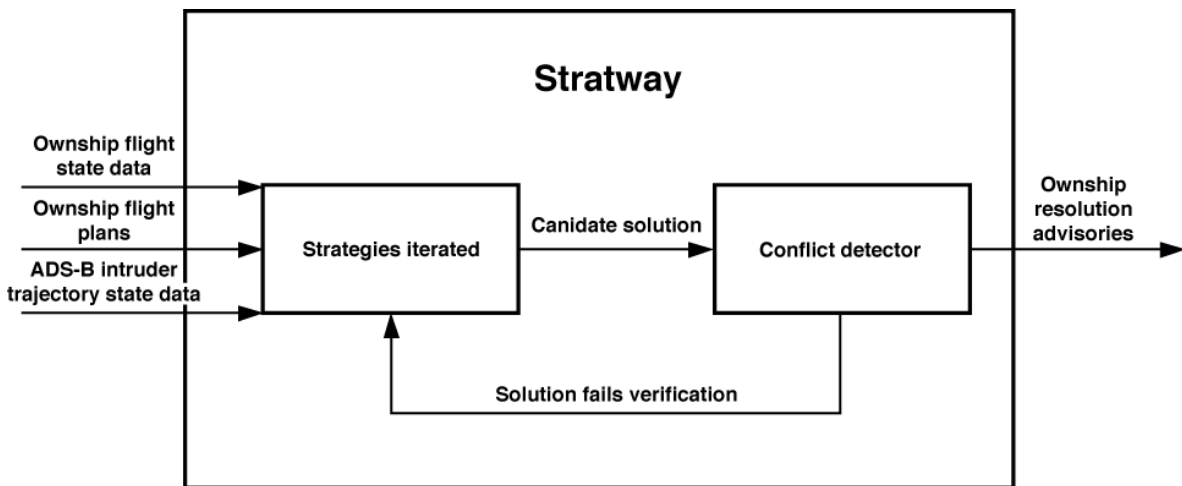 Stratway
Ownship flight
state data
Ownship flight
plans
ADS-B intruder
trajectory state data
Strategies iterated
Canidate solution
Conflict detector
Ownship
resolution
advisories
Solution fails verification